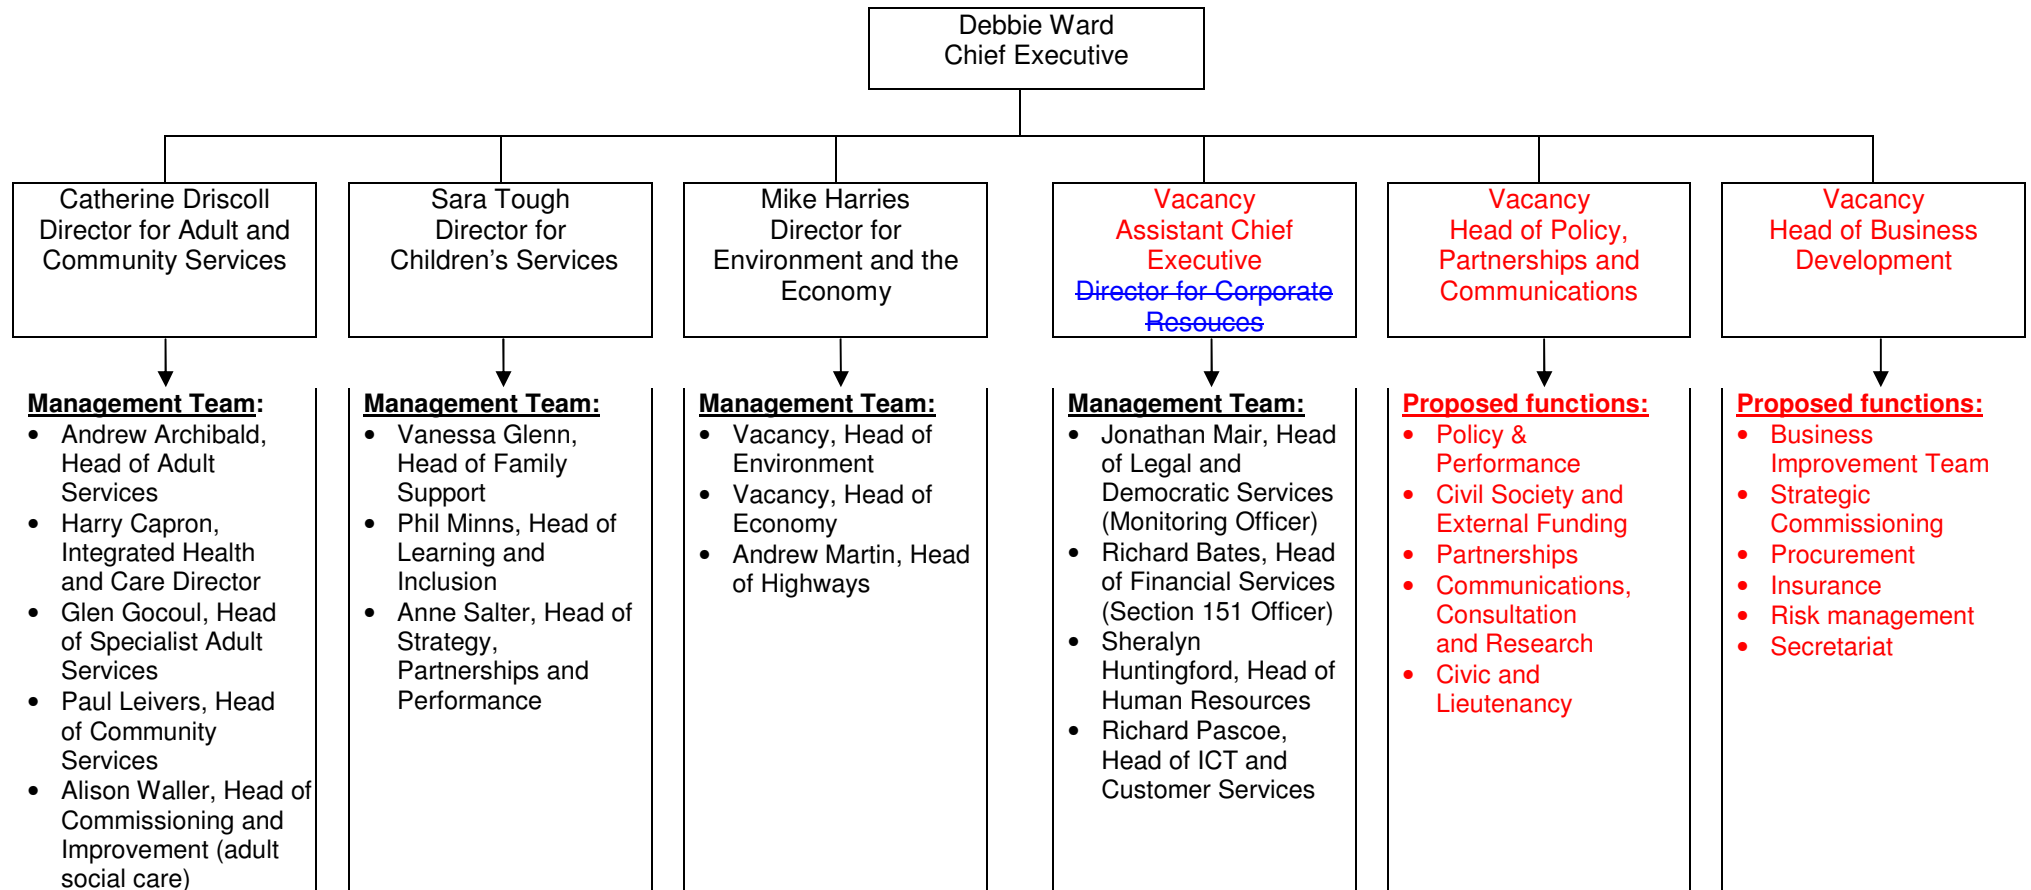 Debbie Ward
Chief Executive
Catherine Driscoll
Director for Adult and
Community Services
Sara Tough
Director for
Children’s Services
Mike Harries
Director for
Environment and the
Economy
Vacancy
Assistant Chief
Executive
Director for Corporate
Resouces
Vacancy
Head of Policy,
Partnerships and
Communications
Vacancy
Head of Business
Development
Management Team:
• Andrew Archibald,
Head of Adult
Services
• Harry Capron,
Integrated Health
and Care Director
• Glen Gocoul, Head
of Specialist Adult
Services
• Paul Leivers, Head
of Community
Services
• Alison Waller, Head of
Commissioning and
Improvement (adult
social care)
Management Team:
• Vanessa Glenn,
Head of Family
Support
• Phil Minns, Head of
Learning and
Inclusion
• Anne Salter, Head of
Strategy,
Partnerships and
Performance
Management Team:
• Vacancy, Head of
Environment
• Vacancy, Head of
Economy
• Andrew Martin, Head
of Highways
Management Team:
• Jonathan Mair, Head
of Legal and
Democratic Services
(Monitoring Officer)
• Richard Bates, Head
of Financial Services
(Section 151 Officer)
• Sheralyn
Huntingford, Head of
Human Resources
• Richard Pascoe,
Head of ICT and
Customer Services
Proposed functions:
• Policy &
Performance
• Civil Society and
External Funding
• Partnerships
• Communications,
Consultation
and Research
• Civic and
Lieutenancy
Proposed functions:
• Business
Improvement Team
• Strategic
Commissioning
• Procurement
• Insurance
• Risk management
• Secretariat